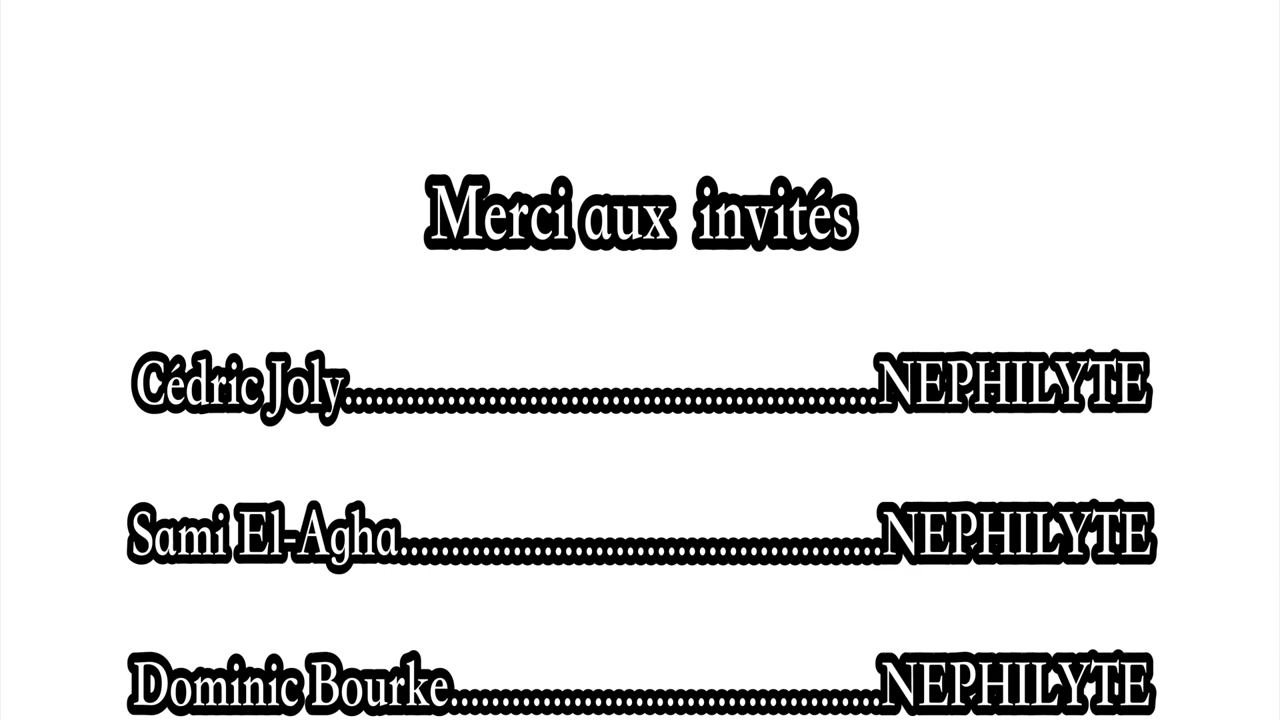 Merci aux invités
Cédric Joly.....................................................NEPHILYTE
Sami El-Agha................................................NEPHILYTE
Dominic Bourke...........................................NEPHILYTE